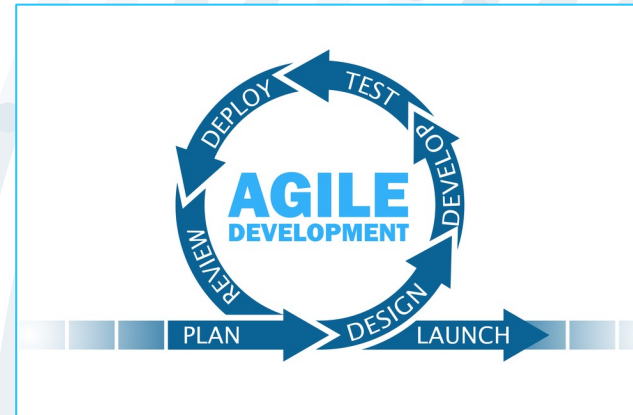 AGILE
DEVELOPMENT
PLAN
DESIGN
DEVELOP
TEST
DEPLOY
REVIEW
LAUNCH